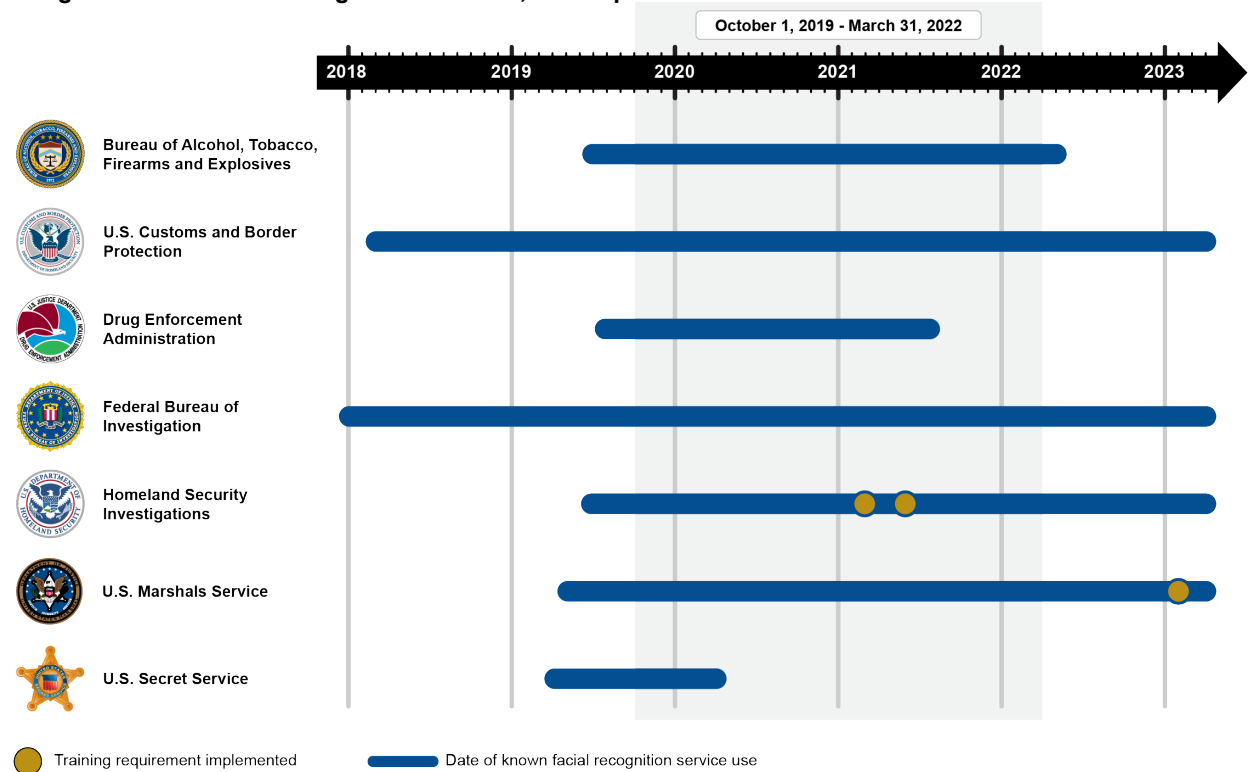 October 1, 2019 - March 31, 2022
2018 2019 2020 2021 2022 2023
Bureau of Alcohol, Tobacco,
Firearms and Explosives
U.S. Customs and Border
Protection
Drug Enforcement
Administration
Federal Bureau of
Investigation
Homeland Security
Investigations
U.S. Marshals Service
U.S. Secret Service
Training requirement implemented
Date of known facial recognition service use